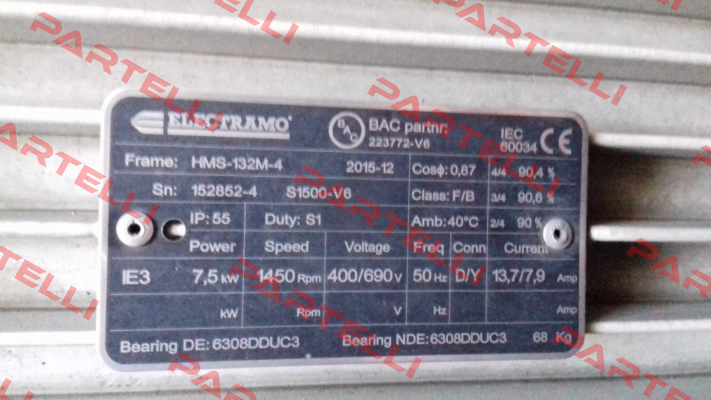 ELECTRAMO
BAC
BAC partnr:
223772-V6
IEC
60034 CE
Frame: HMS-132M-4 2015-12 Cosϕ: 0,87 4/4 90,4 %
Sn: 152852-4 S1500-V6 Class: F/B 3/4 90,6 %
IP: 55 Duty: S1 Amb: 40°C 2/4 90 %
Power Speed Voltage Freq Conn Current
IE3 7,5 kW 1450 Rpm 400/690 V 50 Hz D/Y 13,7/7,9 Amp
kW Rpm V Hz Amp
Bearing DE: 6308DDUC3 Bearing NDE: 6308DDUC3 68 Kg
PARTELLI
PARTELLI
PARTELLI
PARTELLI
PARTELLI
PARTELLI